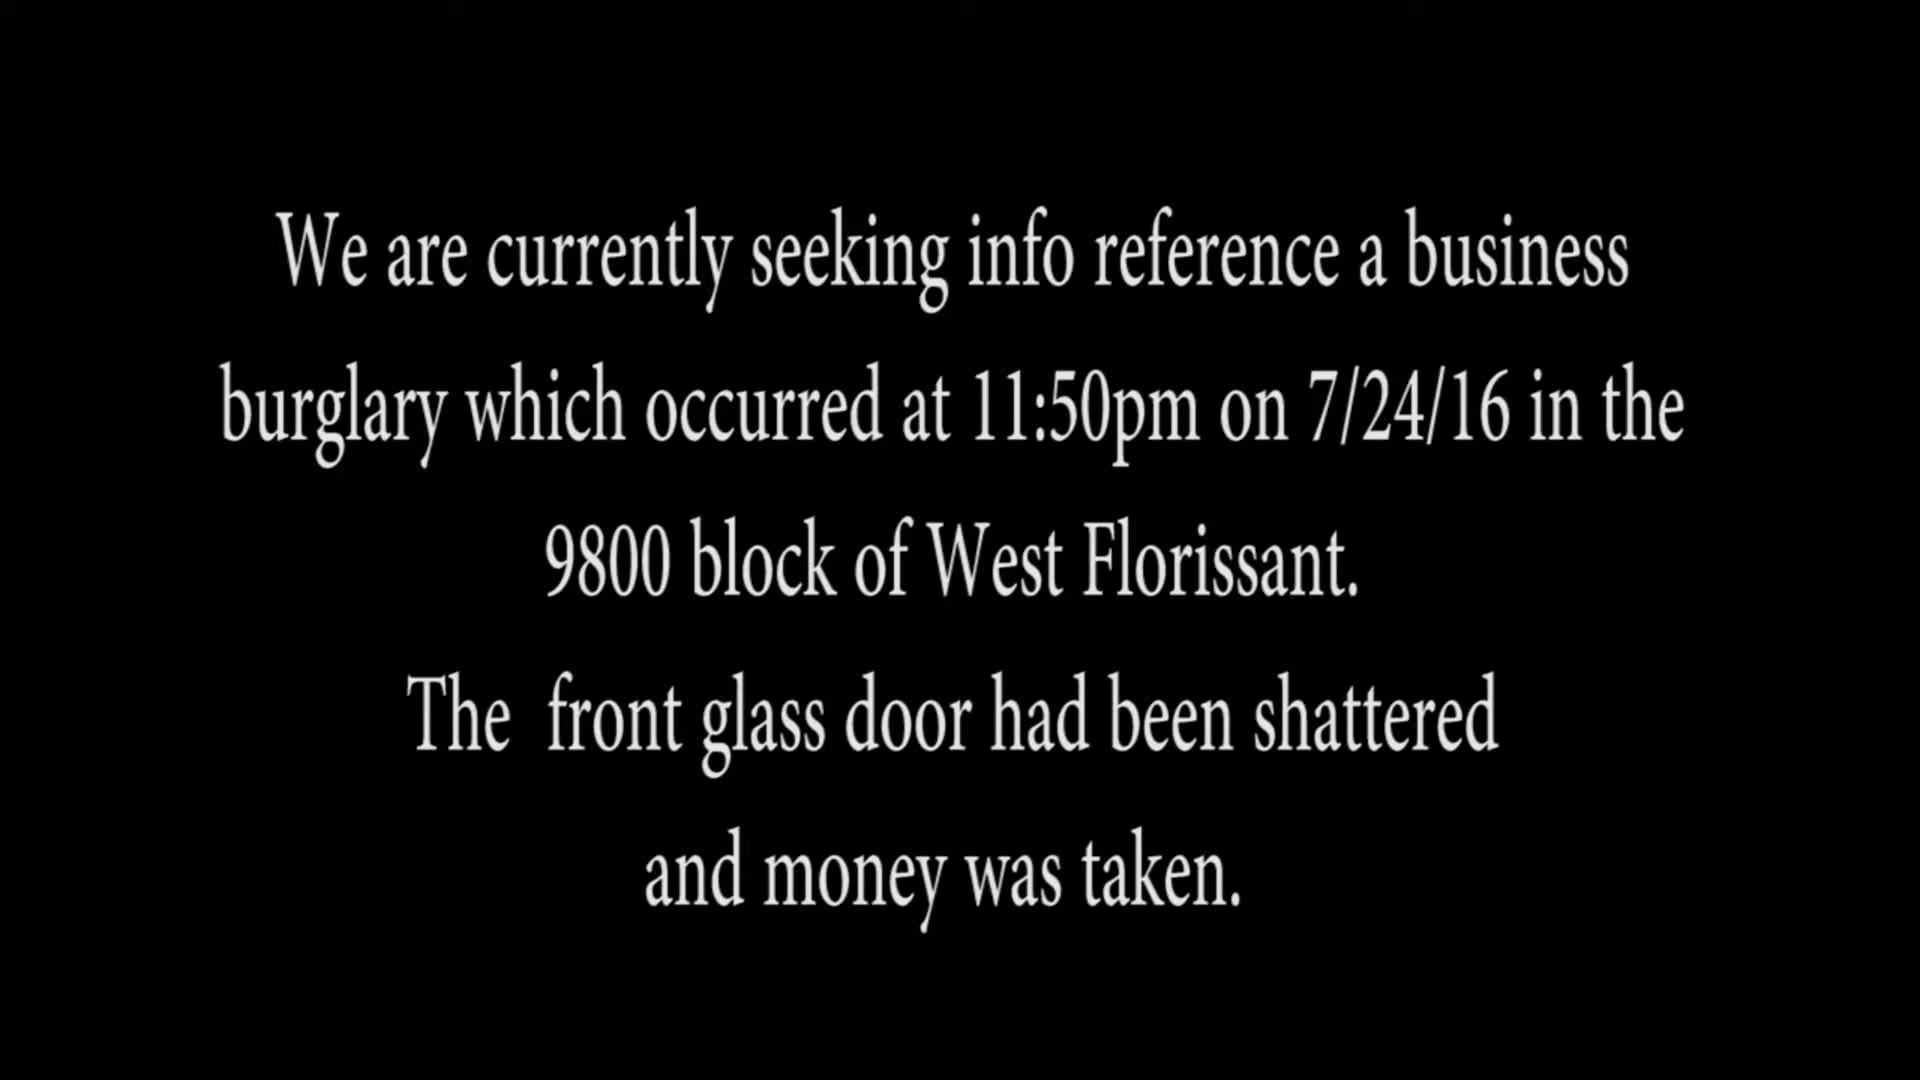 We are currently seeking info reference a business
burglary which occurred at 11:50pm on 7/24/16 in the
9800 block of West Florissant.
The  front glass door had been shattered
and money was taken.